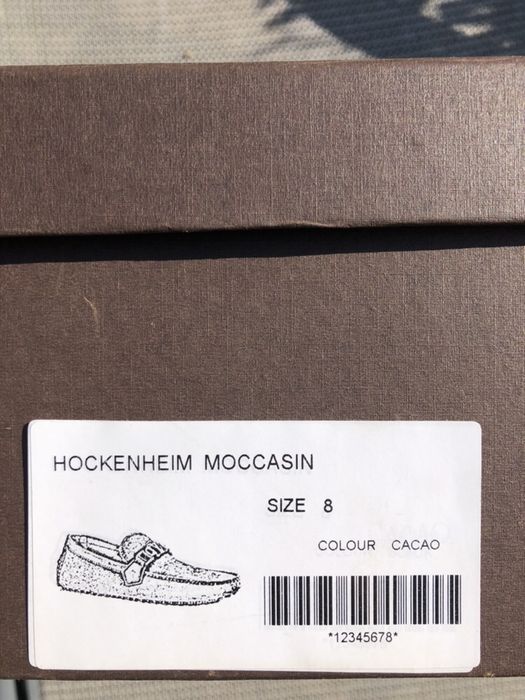 HOCKENHEIM MOCCASIN
SIZE 8
COLOUR CACAO
*12345678*